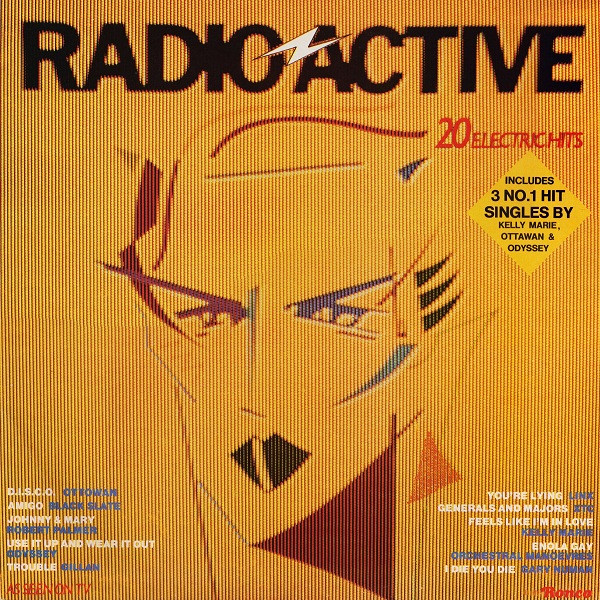 RADIO ACTIVE
20 ELECTRIC HITS
INCLUDES
3 NO.1 HIT
SINGLES BY
KELLY MARIE,
OTTAWAN &
ODYSSEY
D.I.S.C.O. OTTOWAN
AMIGO BLACK SLATE
JOHNNY & MARY
ROBERT PALMER
USE IT UP AND WEAR IT OUT
ODYSSEY
TROUBLE GILLAN
AS SEEN ON TV
YOU'RE LYING LINX
GENERALS AND MAJORS XTC
FEELS LIKE I'M IN LOVE
KELLY MARIE
ENOLA GAY
ORCHESTRAL MANOEVRES
I DIE YOU DIE GARY NUMAN
Ronco